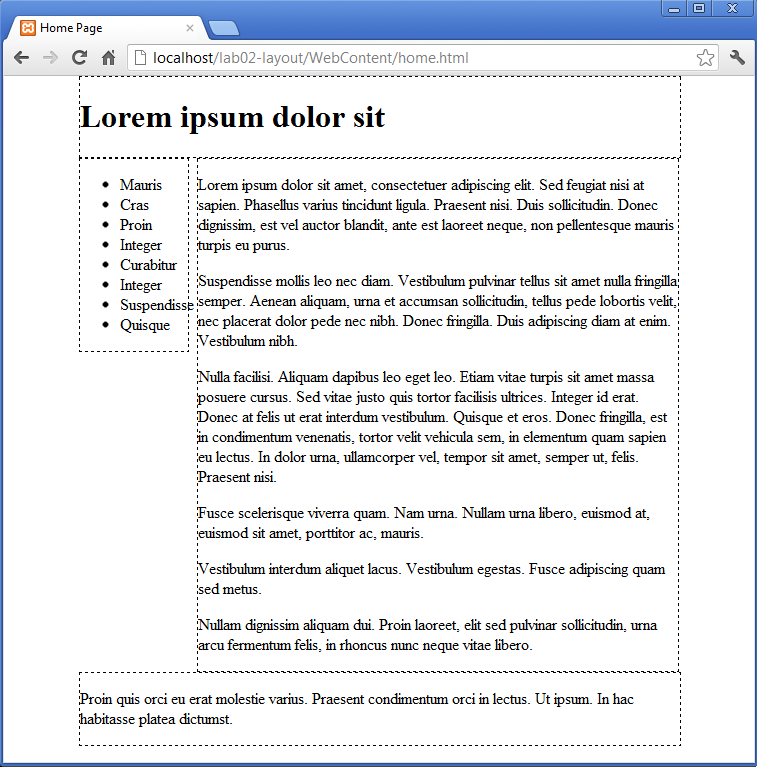 Home Page
localhost/lab02-layout/WebContent/home.html
Lorem ipsum dolor sit
Mauris
Cras
Proin
Integer
Curabitur
Integer
Suspendisse
Quisque
Lorem ipsum dolor sit amet, consectetuer adipiscing elit. Sed feugiat nisi at
sapien. Phasellus varius tincidunt ligula. Praesent nisi. Duis sollicitudin. Donec
dignissim, est vel auctor blandit, ante est laoreet neque, non pellentesque mauris
turpis eu purus.
Suspendisse mollis leo nec diam. Vestibulum pulvinar tellus sit amet nulla fringilla
semper. Aenean aliquam, urna et accumsan sollicitudin, tellus pede lobortis velit,
nec placerat dolor pede nec nibh. Donec fringilla. Duis adipiscing diam at enim.
Vestibulum nibh.
Nulla facilisi. Aliquam dapibus leo eget leo. Etiam vitae turpis sit amet massa
posuere cursus. Sed vitae justo quis tortor facilisis ultrices. Integer id erat.
Donec at felis ut erat interdum vestibulum. Quisque et eros. Donec fringilla, est
in condimentum venenatis, tortor velit vehicula sem, in elementum quam sapien
eu lectus. In dolor urna, ullamcorper vel, tempor sit amet, semper ut, felis.
Praesent nisi.
Fusce scelerisque viverra quam. Nam urna. Nullam urna libero, euismod at,
euismod sit amet, porttitor ac, mauris.
Vestibulum interdum aliquet lacus. Vestibulum egestas. Fusce adipiscing quam
sed metus.
Nullam dignissim aliquam dui. Proin laoreet, elit sed pulvinar sollicitudin, urna
arcu fermentum felis, in rhoncus nunc neque vitae libero.
Proin quis orci eu erat molestie varius. Praesent condimentum orci in lectus. Ut ipsum. In hac
habitasse platea dictumst.